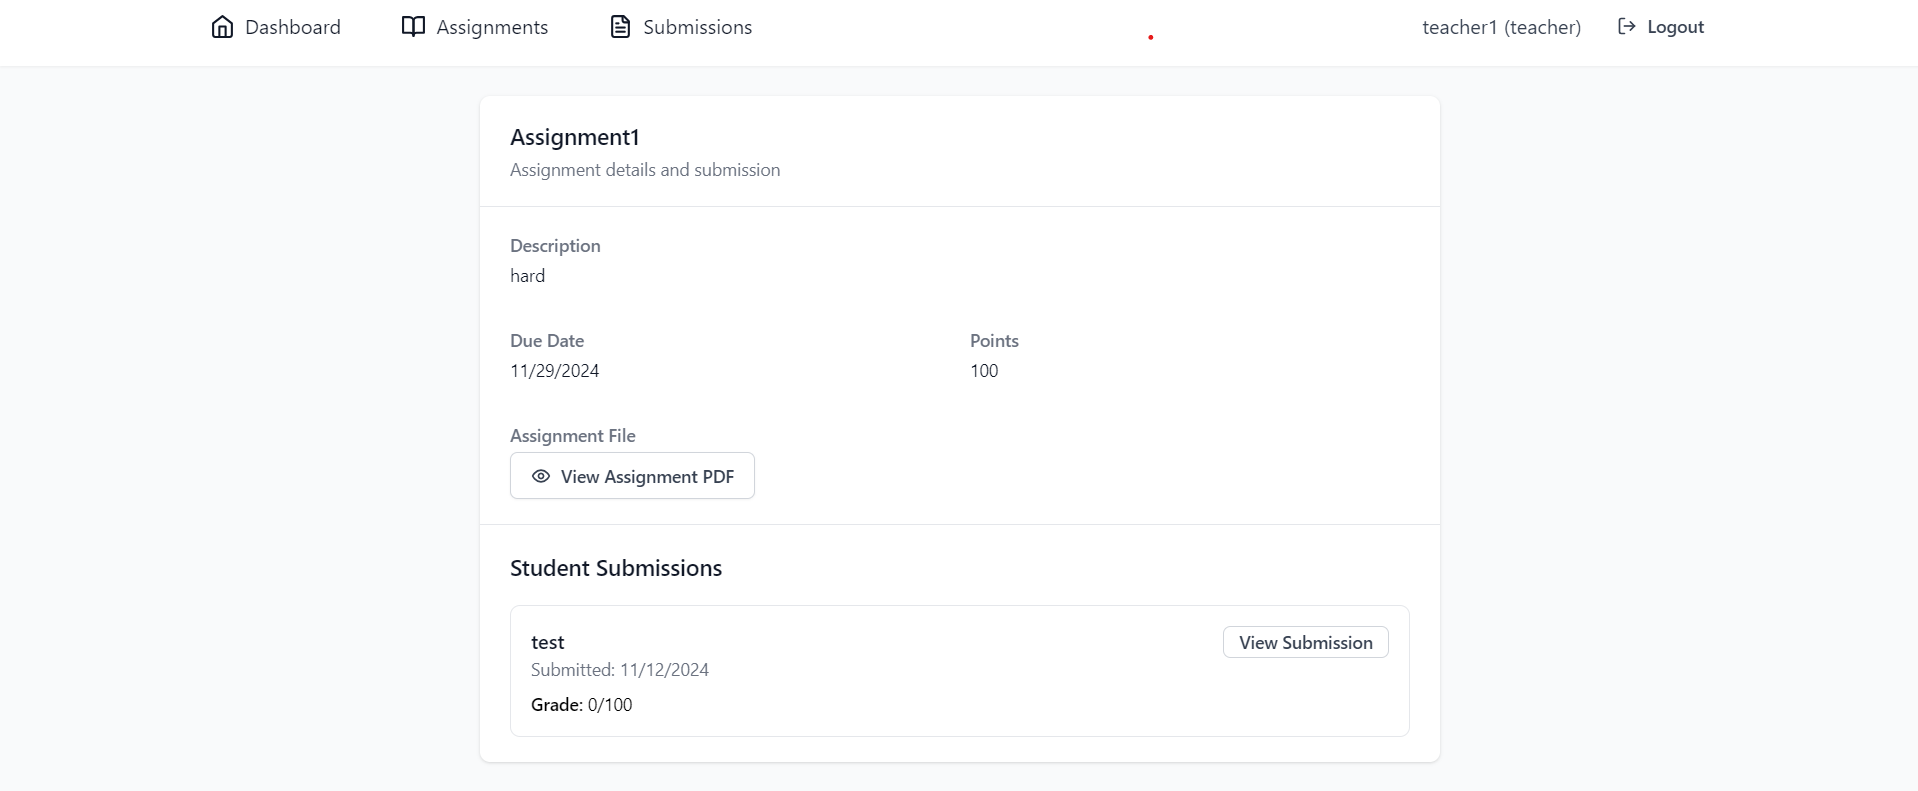 Dashboard Assignments Submissions teacher1 (teacher) Logout
Assignment1
Assignment details and submission
Description
hard
Due Date Points
11/29/2024 100
Assignment File
View Assignment PDF
Student Submissions
test View Submission
Submitted: 11/12/2024
Grade: 0/100